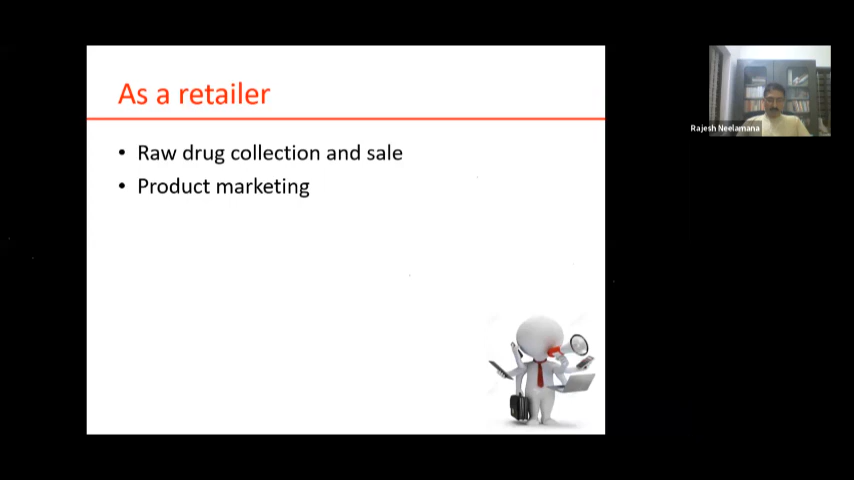 As a retailer
• Raw drug collection and sale
• Product marketing
Rajesh Neelamana